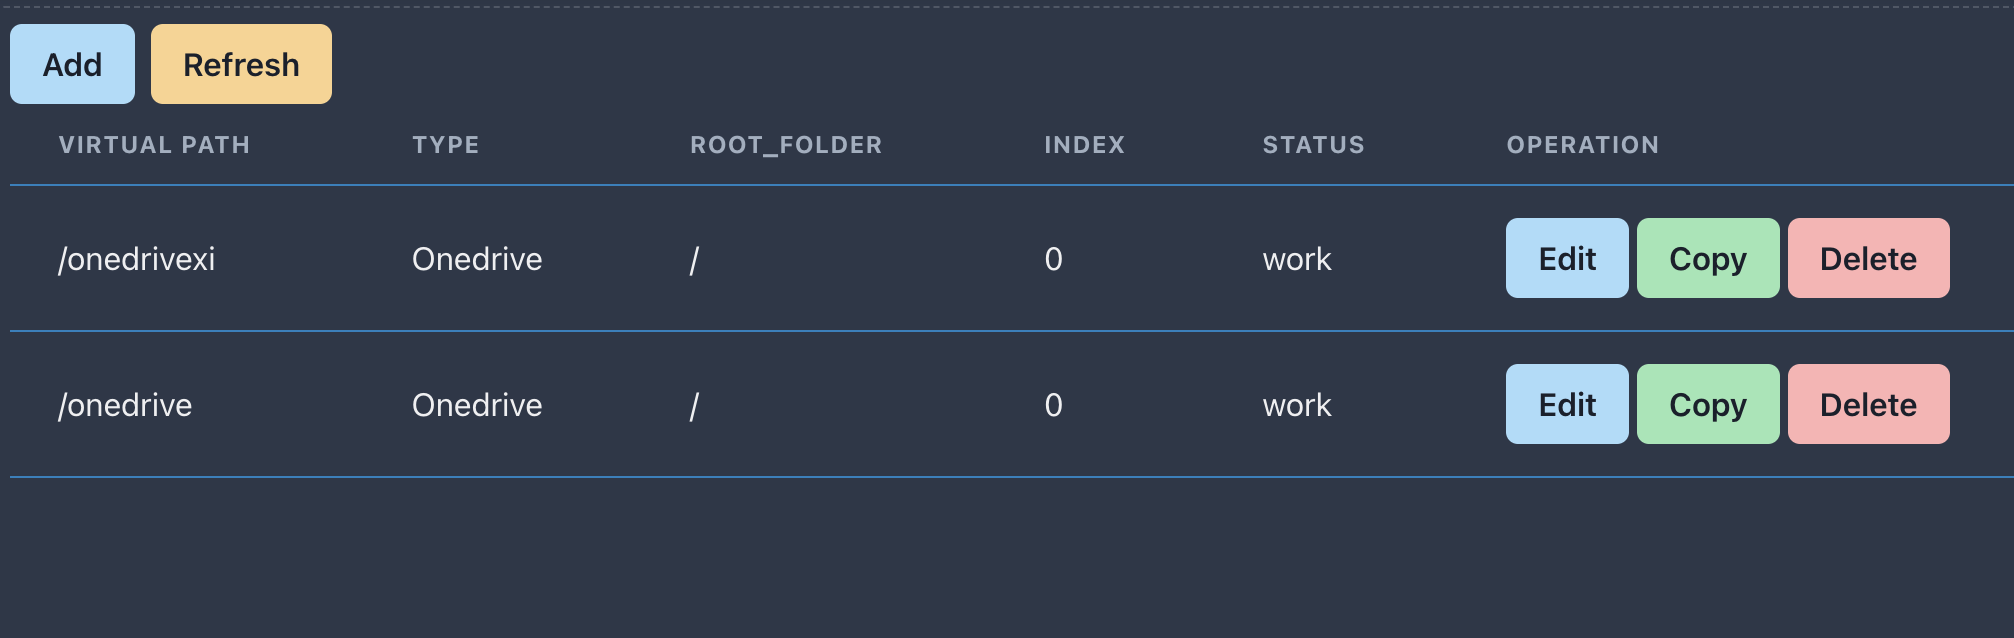 Add Refresh
VIRTUAL PATH TYPE ROOT_FOLDER INDEX STATUS OPERATION
/onedrivexi Onedrive / 0 work Edit Copy Delete
/onedrive Onedrive / 0 work Edit Copy Delete